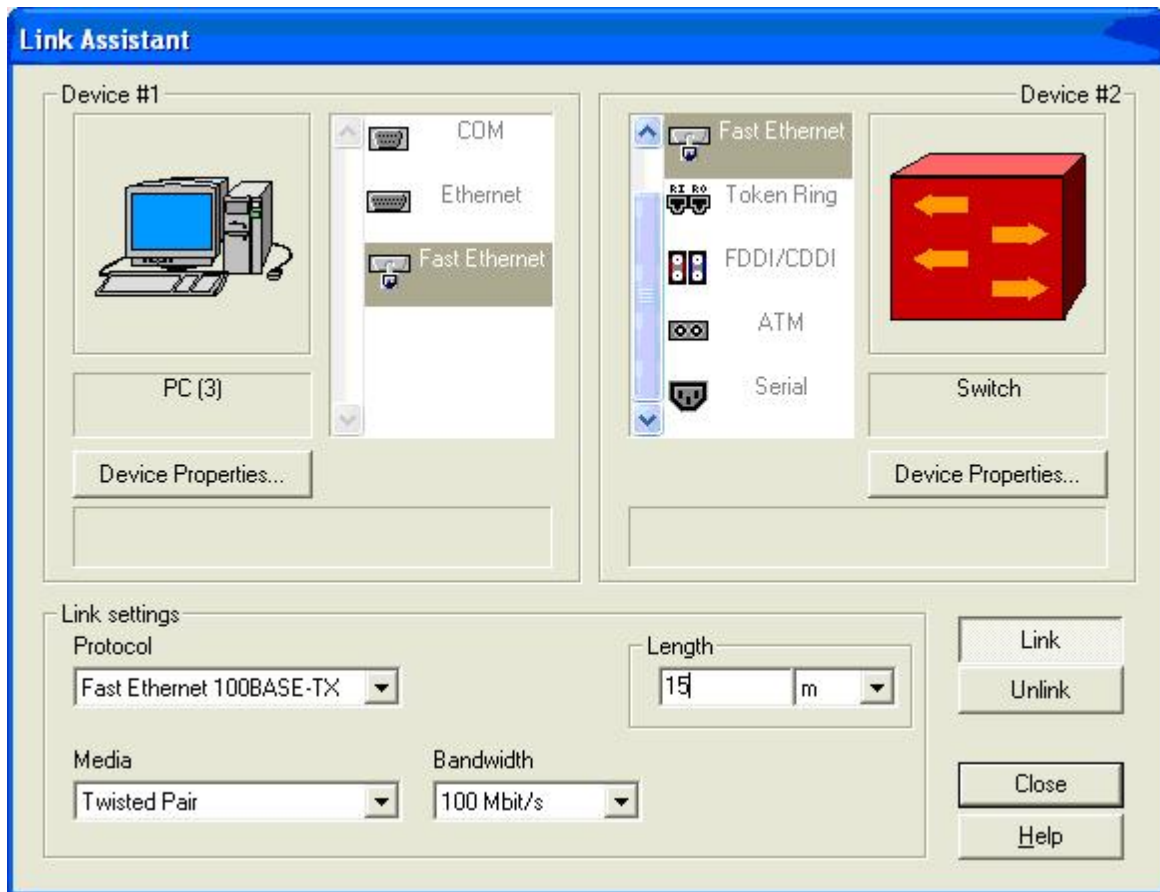 Link Assistant
Device #1
COM
Ethernet
Fast Ethernet
PC (3)
Device Properties...
Device #2
Fast Ethernet
RI RO
Token Ring
FDDI/CDDI
ATM
Serial
Switch
Device Properties...
Link settings
Protocol
Fast Ethernet 100BASE-TX
Length
15 m
Media
Twisted Pair
Bandwidth
100 Mbit/s
Link
Unlink
Close
Help